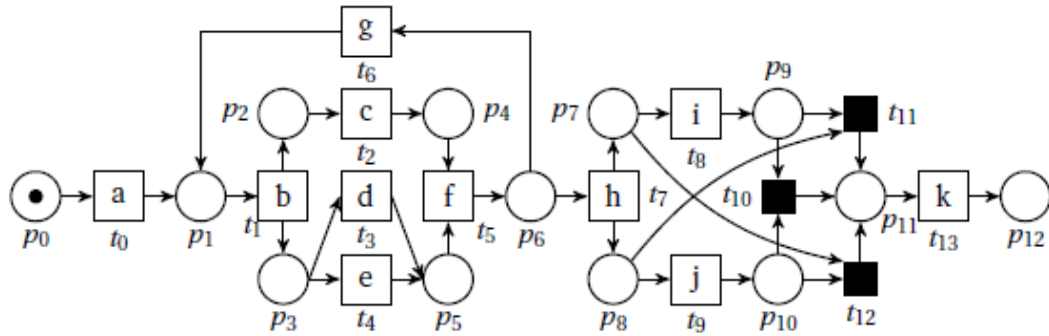 g
t6
p2 c p4 p7 i p9
t2 t8 t11
a b d f h t7 t10 k
p0 t0 p1 t1 t3 t5 p6 p11 t13 p12
e j
p3 t4 p5 p8 t9 p10 t12